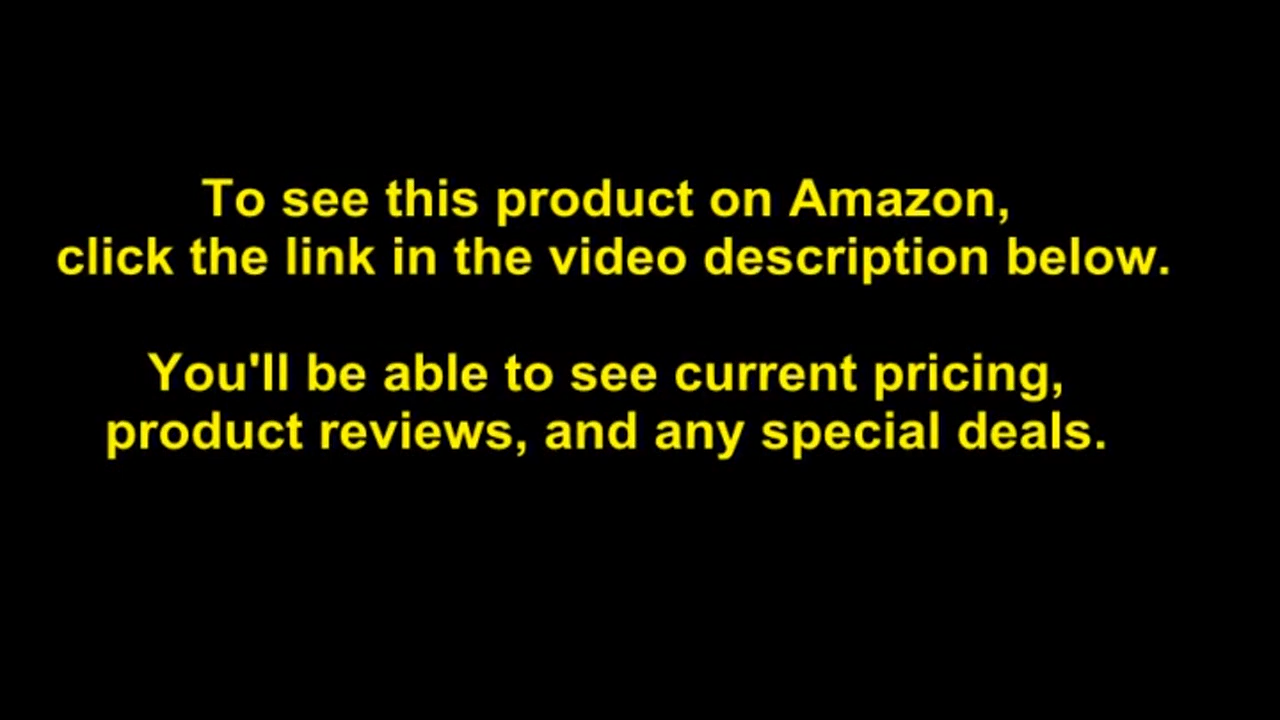 To see this product on Amazon,
click the link in the video description below.
You'll be able to see current pricing,
product reviews, and any special deals.